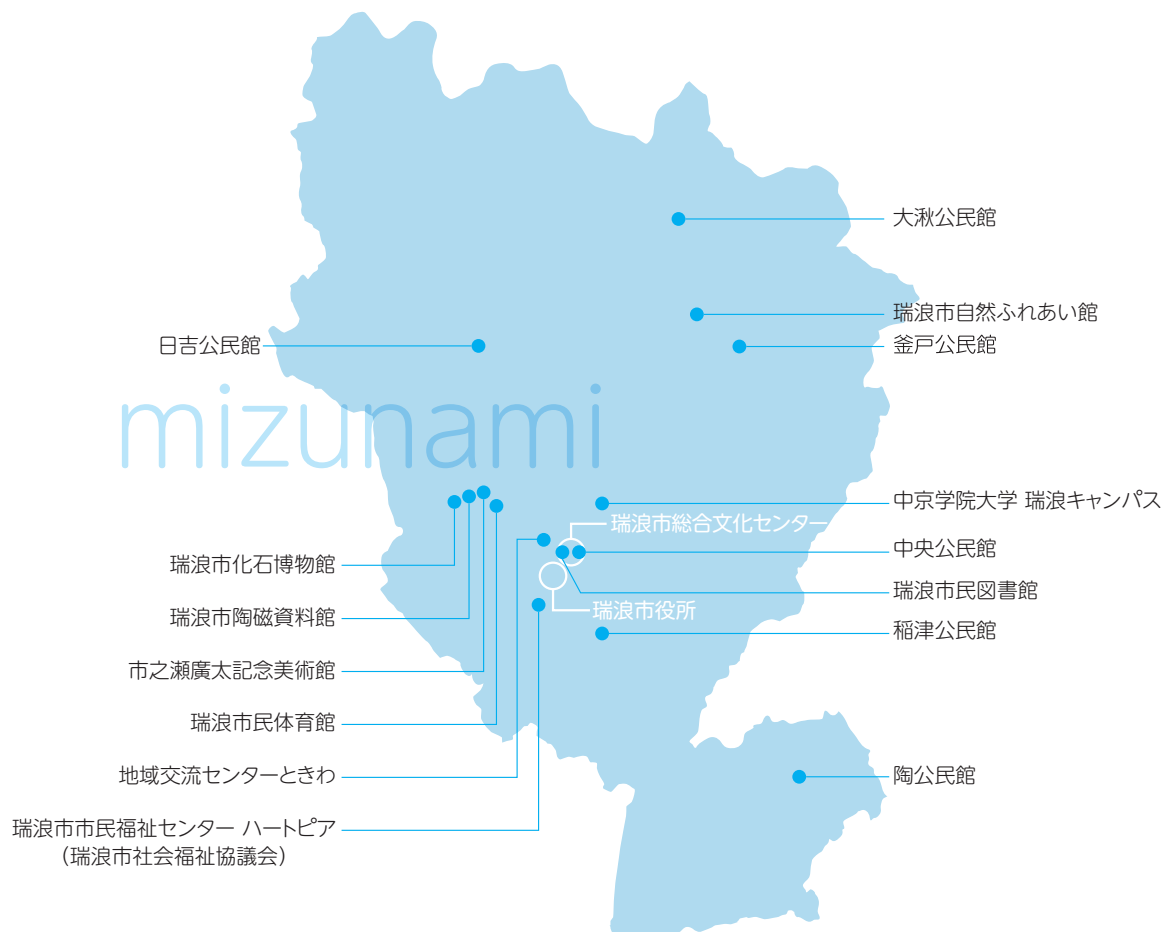 大湫公民館
瑞浪市自然ふれあい館
釜戸公民館
日吉公民館
mizunami
中京学院大学 瑞浪キャンパス
瑞浪市総合文化センター
中央公民館
瑞浪市民図書館
瑞浪市役所
稲津公民館
瑞浪市化石博物館
瑞浪市陶磁資料館
市之瀬廣太記念美術館
瑞浪市民体育館
地域交流センターときわ
陶公民館
瑞浪市市民福祉センター ハートピア
（瑞浪市社会福祉協議会）